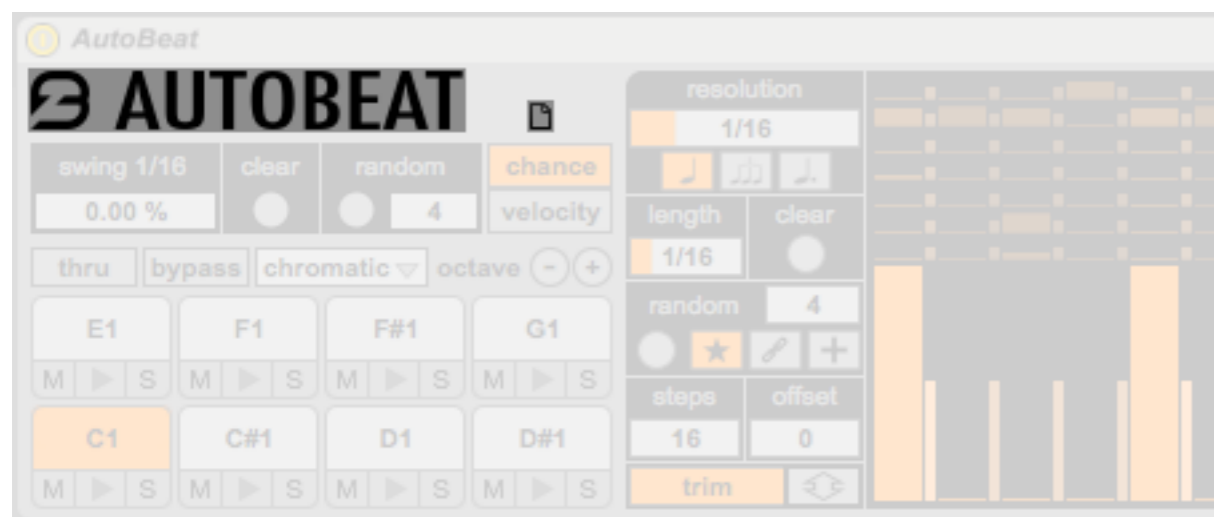 AutoBeat
AUTOBEAT
swing 1/16 clear random chance
0.00 % 4 velocity
thru bypass chromatic octave - +
E1 F1 F#1 G1
M S M S M S M S
C1 C#1 D1 D#1
M S M S M S M S
resolution
1/16
length clear
1/16
random 4
steps offset
16 0
trim